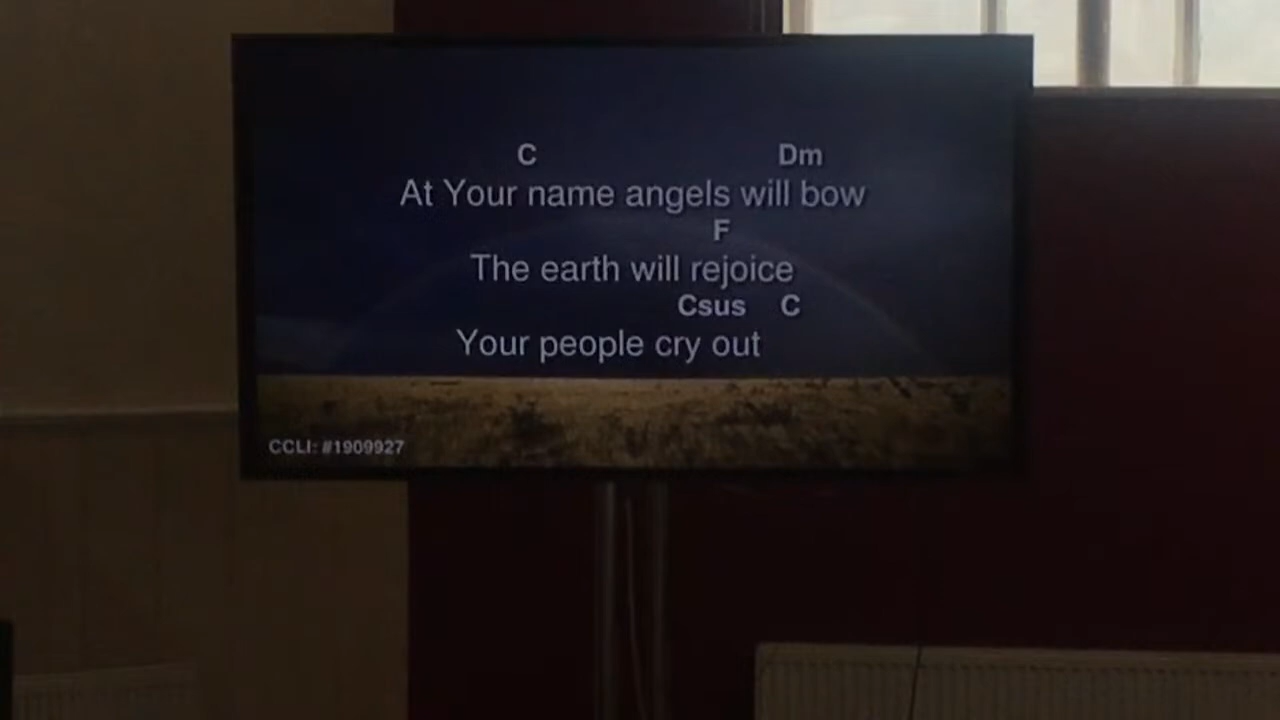 C Dm
At Your name angels will bow
F
The earth will rejoice
Csus C
Your people cry out
CCLI: #1909927